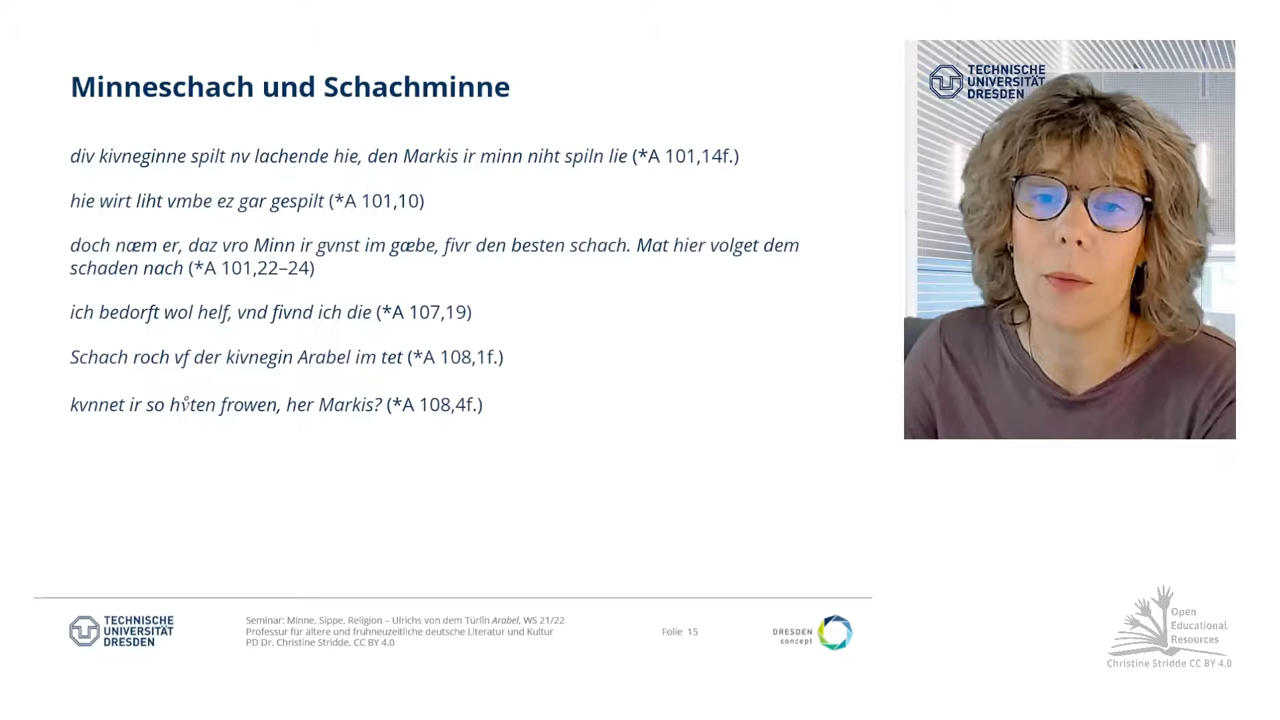 Minneschach und Schachminne
div kivneginne spilt nv lachende hie, den Markis ir minn niht spiln lie (*A 101,14f.)
hie wirt liht vmbe ez gar gespilt (*A 101,10)
doch næm er, daz vro Minn ir gvnst im gæbe, fivr den besten schach. Mat hier volget dem
schaden nach (*A 101,22–24)
ich bedorft wol helf, vnd fivnd ich die (*A 107,19)
Schach roch vf der kivnegin Arabel im tet (*A 108,1f.)
kvnnet ir so hvͦten frowen, her Markis? (*A 108,4f.)
TECHNISCHE
UNIVERSITÄT
DRESDEN
TECHNISCHE
UNIVERSITÄT
DRESDEN
Seminar: Minne. Sippe. Religion – Ulrichs von dem Türlîn Arabel, WS 21/22
Professur für ältere und frühneuzeitliche deutsche Literatur und Kultur
PD Dr. Christine Stridde, CC BY 4.0
Folie 15
DRESDEN
concept
Open
Educational
Resources
Christine Stridde CC BY 4.0